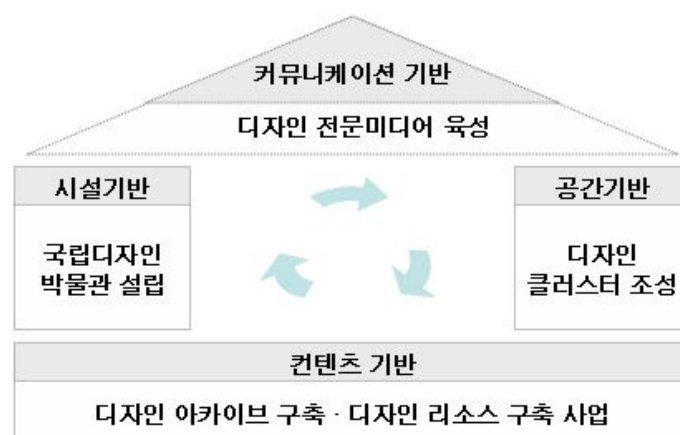 커뮤니케이션 기반
디자인 전문미디어 육성
시설기반
국립디자인
박물관 설립
공간기반
디자인
클러스터 조성
컨텐츠 기반
디자인 아카이브 구축 · 디자인 리소스 구축 사업